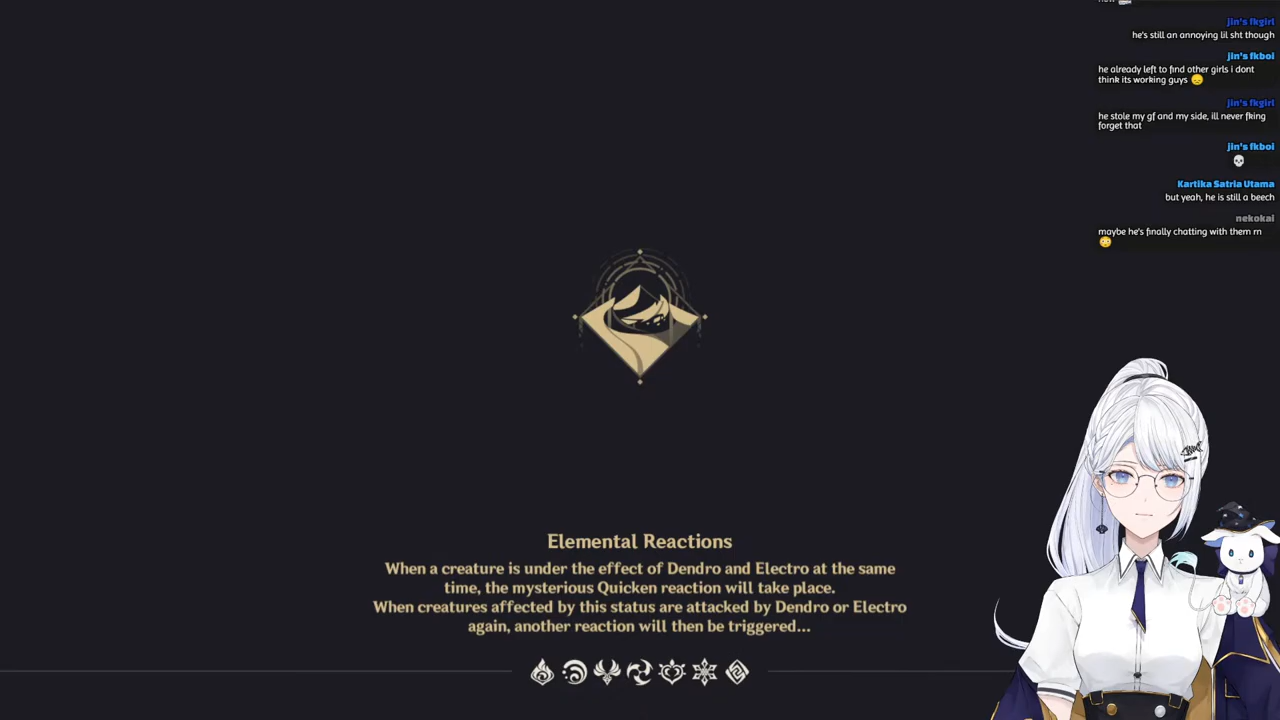 jin's fkgirl
he's still an annoying lil sht though
jin's fkboi
he already left to find other girls i dont
think its working guys 😞
jin's fkgirl
he stole my gf and my side, ill never fking
forget that
jin's fkboi
💀
Kartika Satria Utama
but yeah, he is still a beech
nekokai
maybe he's finally chatting with them rn
😳
Elemental Reactions
When a creature is under the effect of Dendro and Electro at the same
time, the mysterious Quicken reaction will take place.
When creatures affected by this status are attacked by Dendro or Electro
again, another reaction will then be triggered...